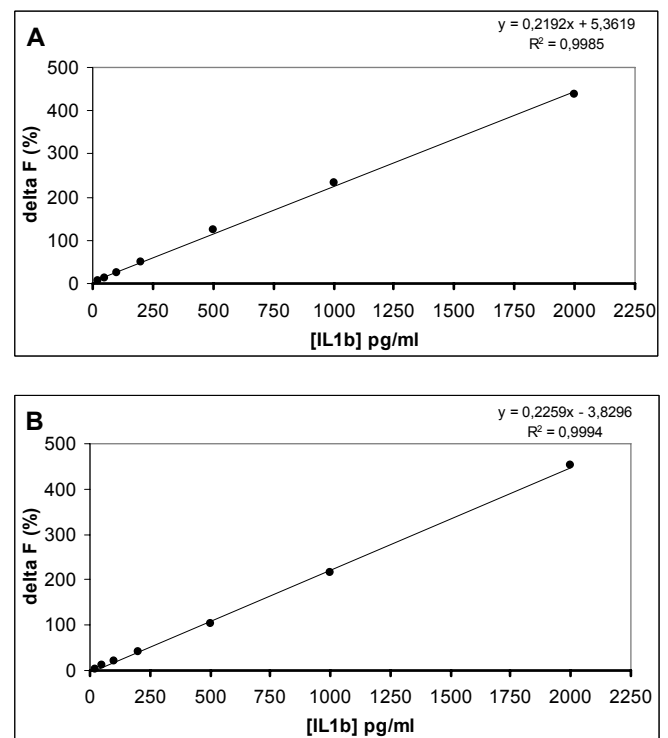 A
y = 0,2192x + 5,3619
R² = 0,9985
delta F (%)
500
400
300
200
100
0
0 250 500 750 1000 1250 1500 1750 2000 2250
[IL1b] pg/ml
B
y = 0,2259x - 3,8296
R² = 0,9994
delta F (%)
500
400
300
200
100
0
0 250 500 750 1000 1250 1500 1750 2000 2250
[IL1b] pg/ml